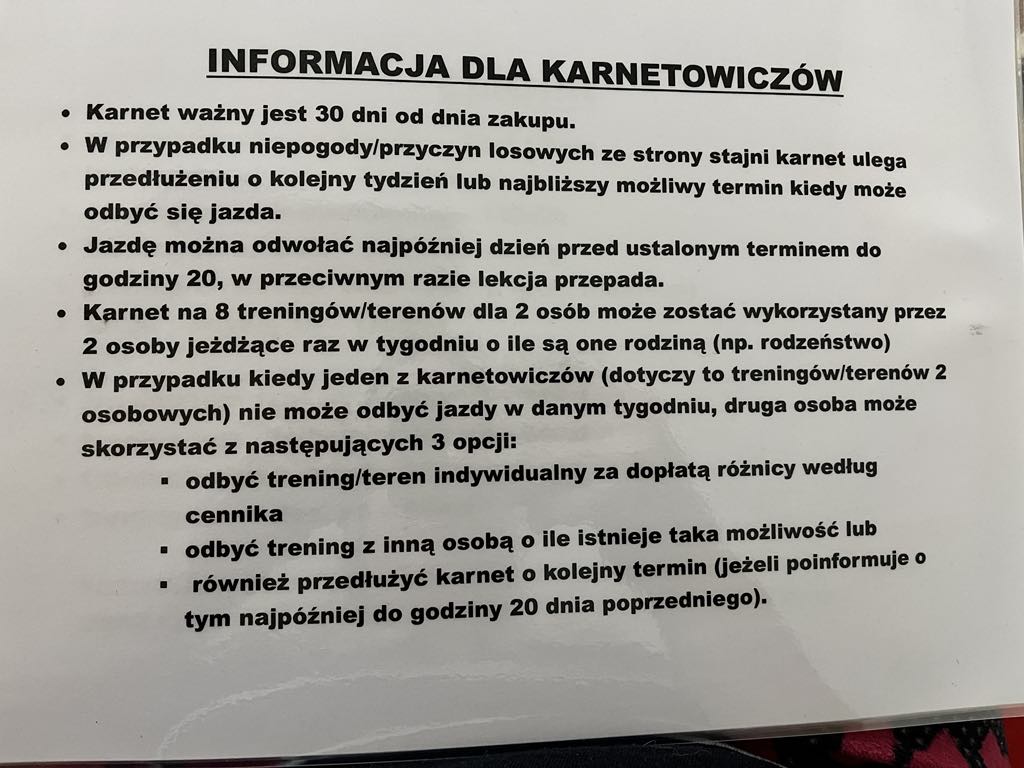 INFORMACJA DLA KARNETOWICZÓW
• Karnet ważny jest 30 dni od dnia zakupu.
• W przypadku niepogody/przyczyn losowych ze strony stajni karnet ulega
przedłużeniu o kolejny tydzień lub najbliższy możliwy termin kiedy może
odbyć się jazda.
• Jazdę można odwołać najpóźniej dzień przed ustalonym terminem do
godziny 20, w przeciwnym razie lekcja przepada.
• Karnet na 8 treningów/terenów dla 2 osób może zostać wykorzystany przez
2 osoby jeżdżące raz w tygodniu o ile są one rodziną (np. rodzeństwo)
• W przypadku kiedy jeden z karnetowiczów (dotyczy to treningów/terenów 2
osobowych) nie może odbyć jazdy w danym tygodniu, druga osoba może
skorzystać z następujących 3 opcji:
▪ odbyć trening/teren indywidualny za dopłatą różnicy według
cennika
▪ odbyć trening z inną osobą o ile istnieje taka możliwość lub
▪ również przedłużyć karnet o kolejny termin (jeżeli poinformuje o
tym najpóźniej do godziny 20 dnia poprzedniego).